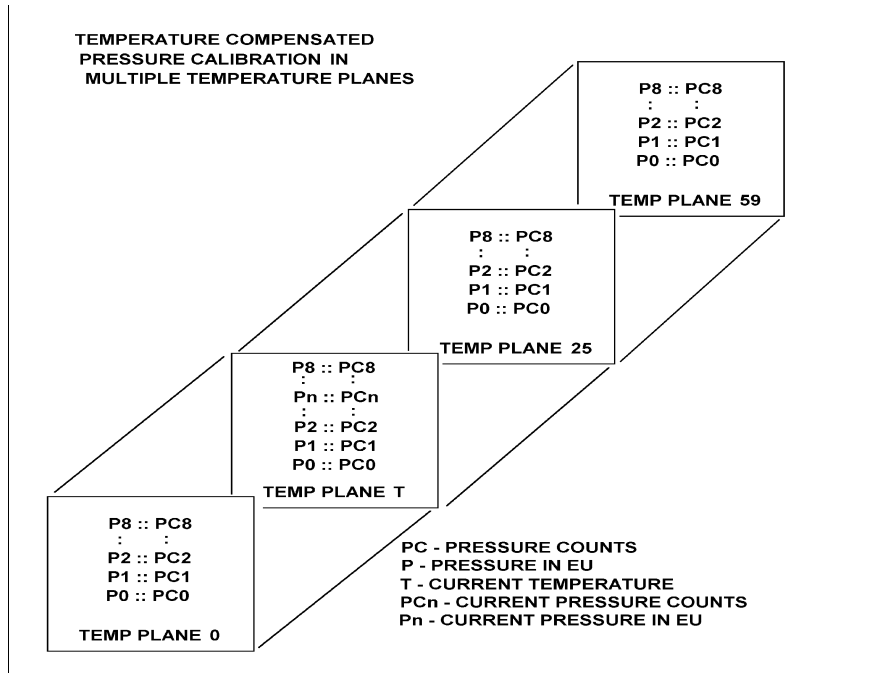 TEMPERATURE COMPENSATED
PRESSURE CALIBRATION IN
MULTIPLE TEMPERATURE PLANES
P8 :: PC8
: :
P2 :: PC2
P1 :: PC1
P0 :: PC0
TEMP PLANE 59
P8 :: PC8
: :
P2 :: PC2
P1 :: PC1
P0 :: PC0
TEMP PLANE 25
P8 :: PC8
: :
Pn :: PCn
: :
P2 :: PC2
P1 :: PC1
P0 :: PC0
TEMP PLANE T
P8 :: PC8
: :
P2 :: PC2
P1 :: PC1
P0 :: PC0
TEMP PLANE 0
PC - PRESSURE COUNTS
P - PRESSURE IN EU
T - CURRENT TEMPERATURE
PCn - CURRENT PRESSURE COUNTS
Pn - CURRENT PRESSURE IN EU